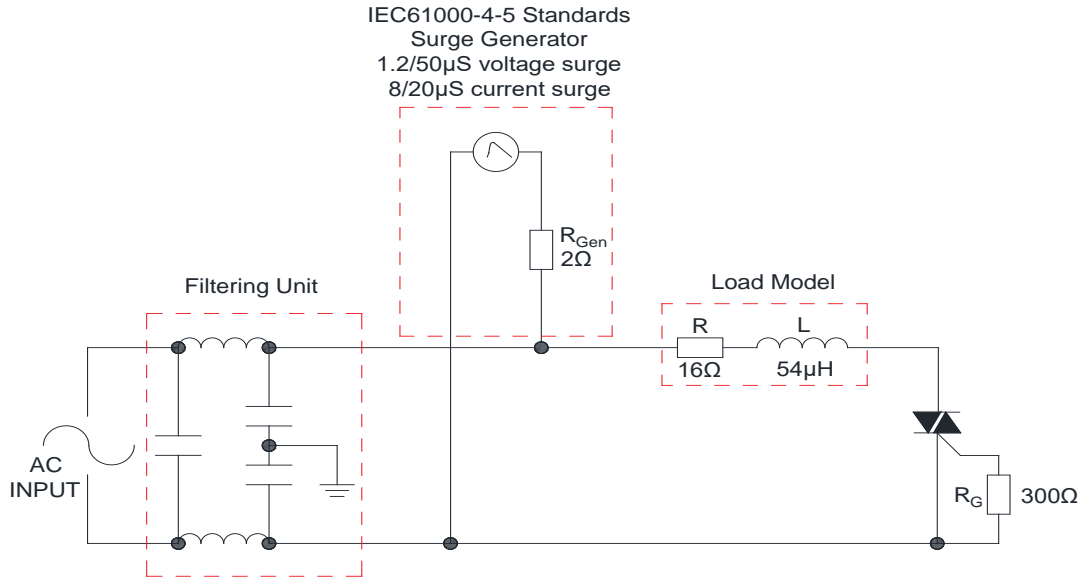 IEC61000-4-5 Standards
Surge Generator
1.2/50µS voltage surge
8/20µS current surge
RGen
2Ω
Filtering Unit
Load Model
R
L
16Ω
54µH
AC
INPUT
RG
300Ω